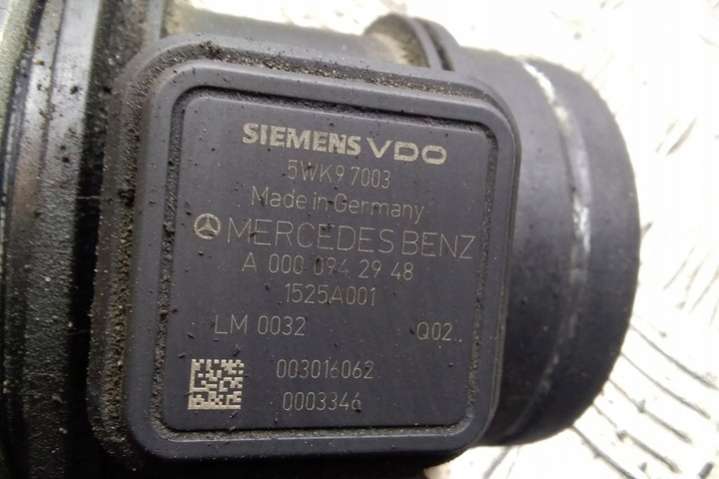 SIEMENS VDO
5WK9 7003
Made in Germany
MERCEDES BENZ
A 000 094 29 48
1525A001
LM 0032 Q02..
003016062
0003346